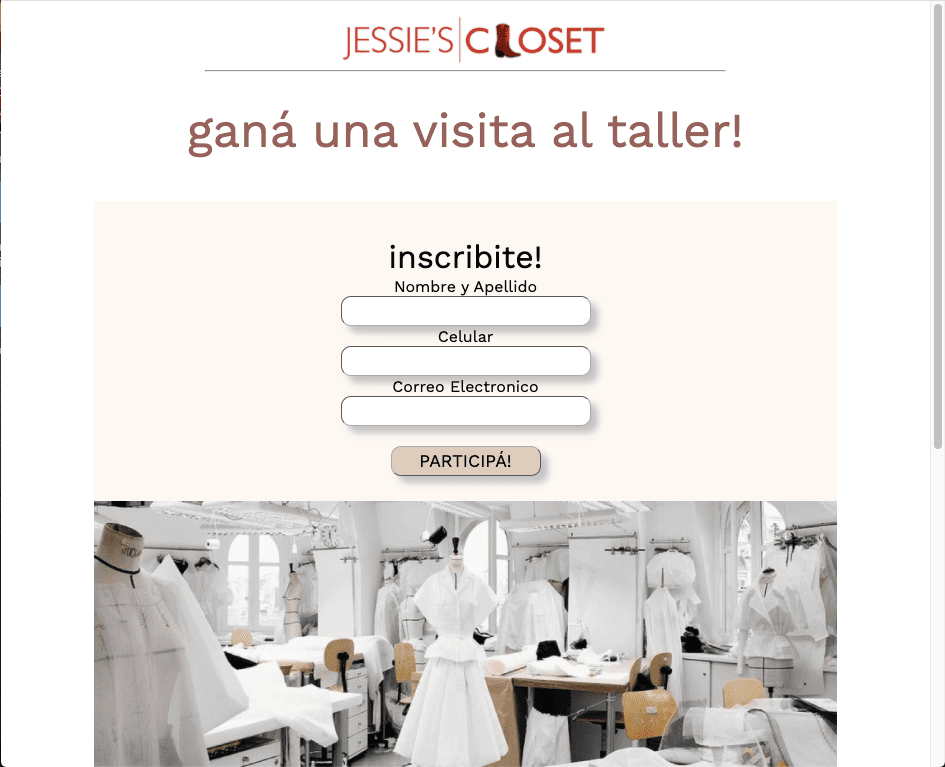 JESSIE'S CLOSET
ganá una visita al taller!
inscribite!
Nombre y Apellido
Celular
Correo Electronico
PARTICIPÁ!